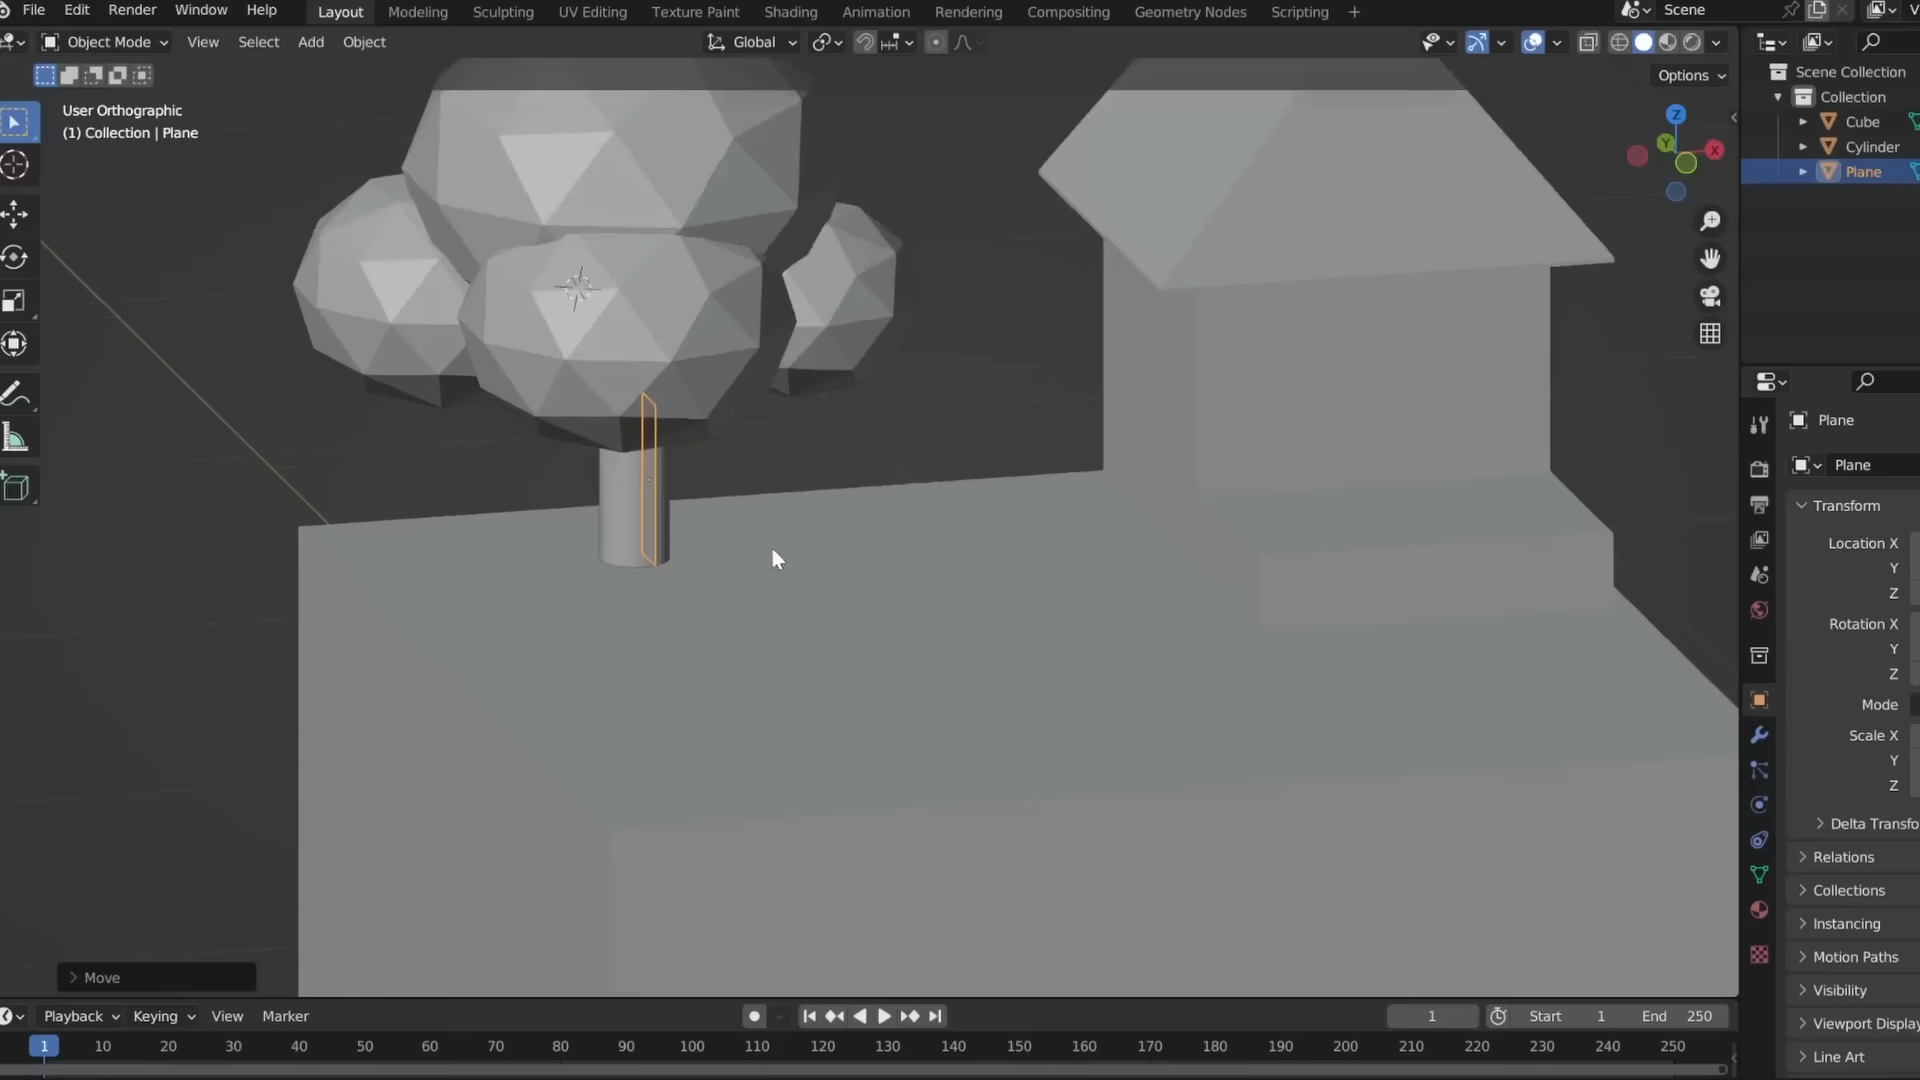 File Edit Render Window Help Layout Modeling Sculpting UV Editing Texture Paint Shading Animation Rendering Compositing Geometry Nodes Scripting + Scene
Object Mode View Select Add Object Global
Options
User Orthographic
(1) Collection | Plane
Z
Y
X
Scene Collection
Collection
Cube
Cylinder
Plane
Plane
Plane
Transform
Location X
Y
Z
Rotation X
Y
Z
Mode
Scale X
Y
Z
Delta Transfo
Relations
Collections
Instancing
Motion Paths
Visibility
Viewport Display
Line Art
Move
Playback Keying View Marker 1 Start 1 End 250
1 10 20 30 40 50 60 70 80 90 100 110 120 130 140 150 160 170 180 190 200 210 220 230 240 250